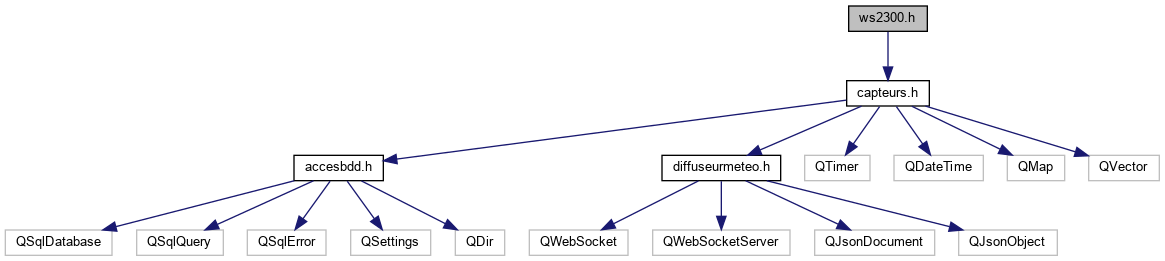 ws2300.h
capteurs.h
accesbdd.h
diffuseurmeteo.h
QTimer
QDateTime
QMap
QVector
QSqlDatabase
QSqlQuery
QSqlError
QSettings
QDir
QWebSocket
QWebSocketServer
QJsonDocument
QJsonObject